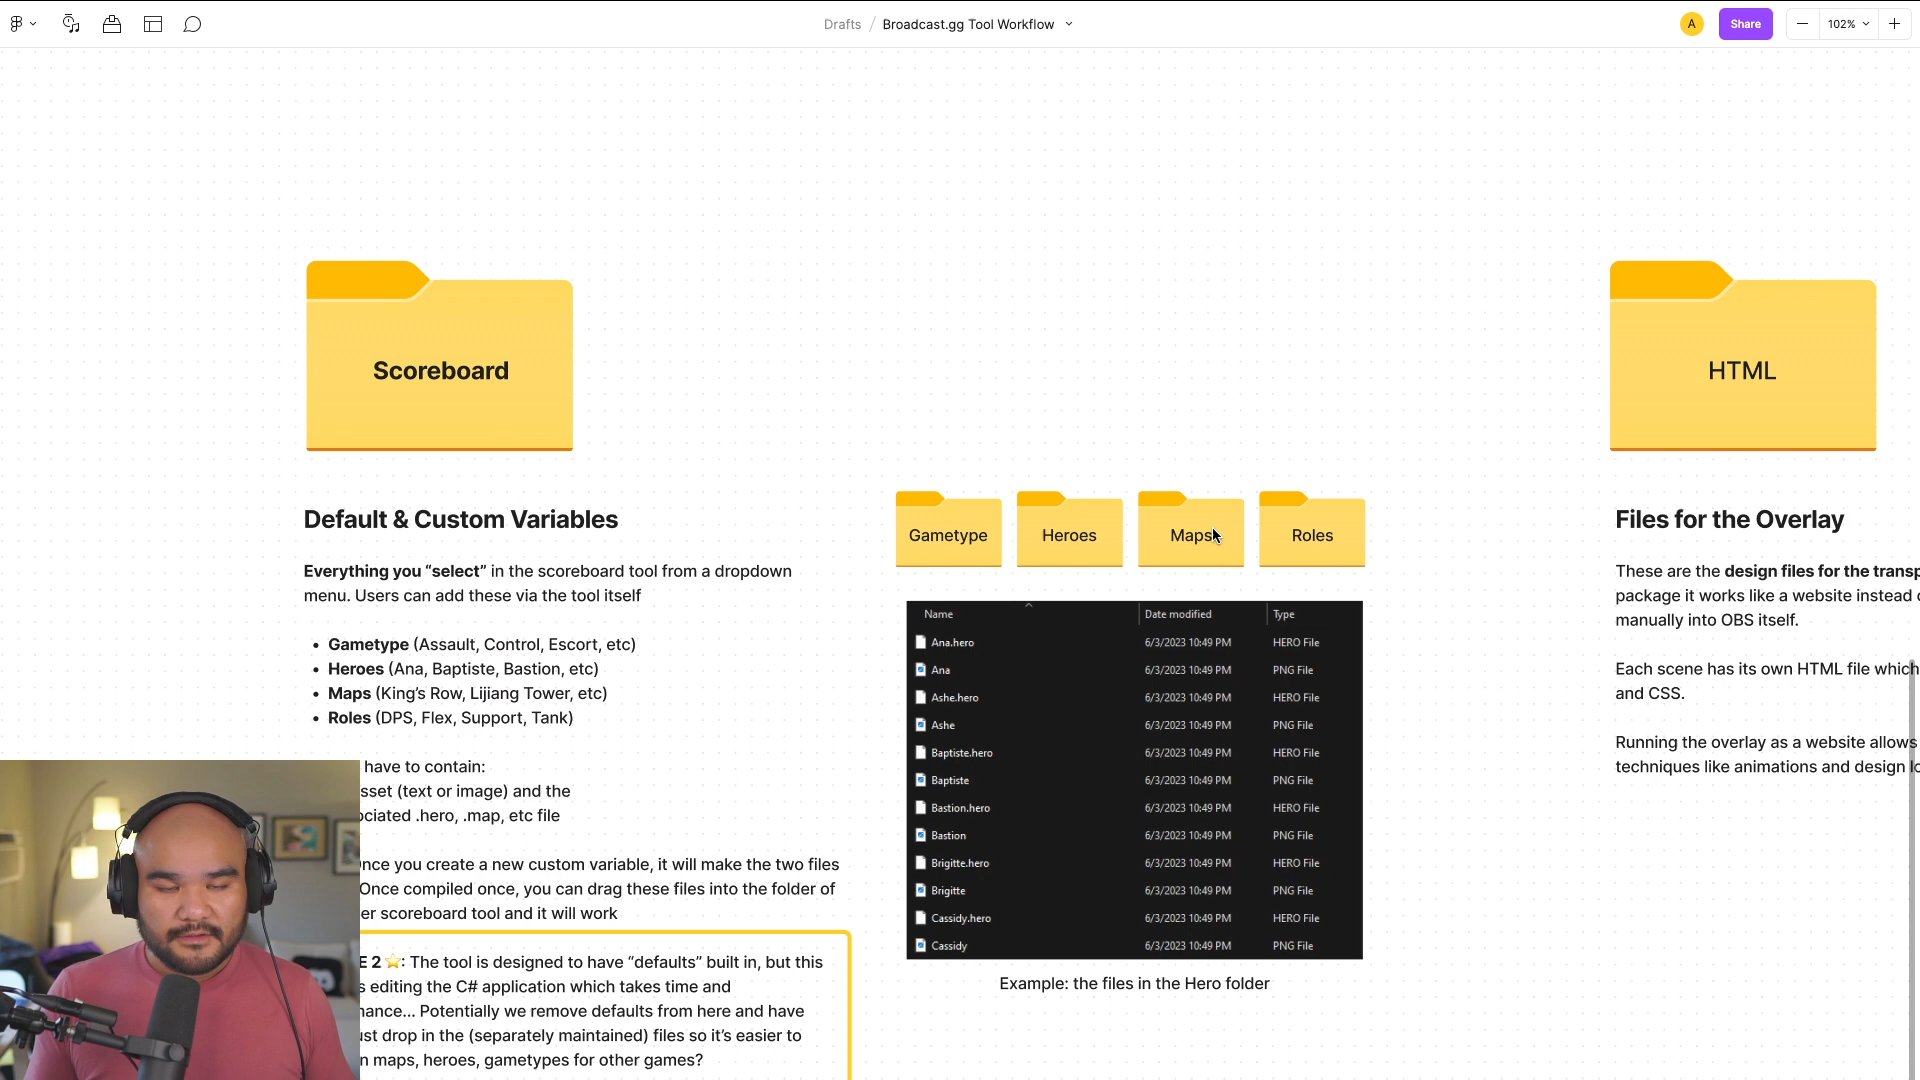 Drafts / Broadcast.gg Tool Workflow
A
Share
102%
Scoreboard
HTML
Default & Custom Variables
Everything you “select” in the scoreboard tool from a dropdown
menu. Users can add these via the tool itself
• Gametype (Assault, Control, Escort, etc)
• Heroes (Ana, Baptiste, Bastion, etc)
• Maps (King's Row, Lijiang Tower, etc)
• Roles (DPS, Flex, Support, Tank)
have to contain:
sset (text or image) and the
ociated .hero, .map, etc file
nce you create a new custom variable, it will make the two files
Once compiled once, you can drag these files into the folder of
er scoreboard tool and it will work
E 2 ⭐: The tool is designed to have “defaults” built in, but this
s editing the C# application which takes time and
nance... Potentially we remove defaults from here and have
ust drop in the (separately maintained) files so it's easier to
n maps, heroes, gametypes for other games?
Gametype
Heroes
Maps
Roles
Name Date modified Type
Ana.hero 6/3/2023 10:49 PM HERO File
Ana 6/3/2023 10:49 PM PNG File
Ashe.hero 6/3/2023 10:49 PM HERO File
Ashe 6/3/2023 10:49 PM PNG File
Baptiste.hero 6/3/2023 10:49 PM HERO File
Baptiste 6/3/2023 10:49 PM PNG File
Bastion.hero 6/3/2023 10:49 PM HERO File
Bastion 6/3/2023 10:49 PM PNG File
Brigitte.hero 6/3/2023 10:49 PM HERO File
Brigitte 6/3/2023 10:49 PM PNG File
Cassidy.hero 6/3/2023 10:49 PM HERO File
Cassidy 6/3/2023 10:49 PM PNG File
Example: the files in the Hero folder
Files for the Overlay
These are the design files for the transp
package it works like a website instead
manually into OBS itself.
Each scene has its own HTML file which
and CSS.
Running the overlay as a website allows
techniques like animations and design